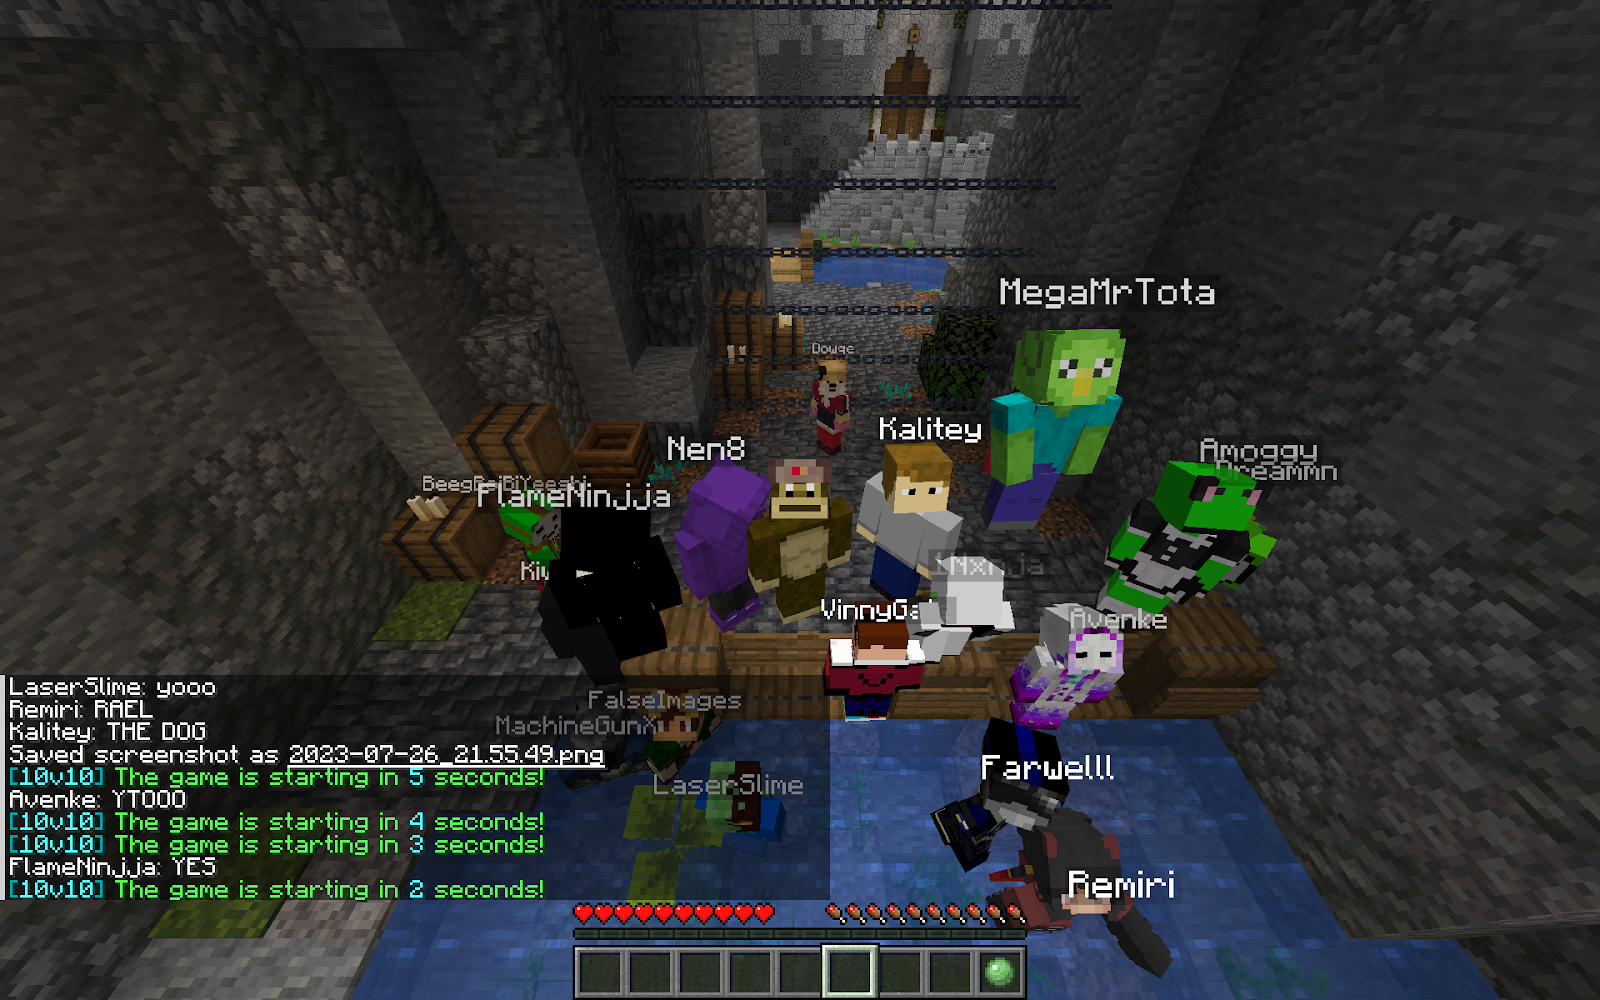 MegaMrTota
Dowge
Kalitey
Nen8
Amoggy
Dreammn
FlameNinjja
VinnyGa
Avenke
LaserSlime: yooo
Remiri: RAEL
Kalitey: THE DOG
Saved screenshot as 2023-07-26_21.55.49.png
[10v10] The game is starting in 5 seconds!
Avenke: YTOOO
[10v10] The game is starting in 4 seconds!
[10v10] The game is starting in 3 seconds!
FlameNinjja: YES
[10v10] The game is starting in 2 seconds!
FalseImages
MachineGunX
LaserSlime
Farwelll
Remiri